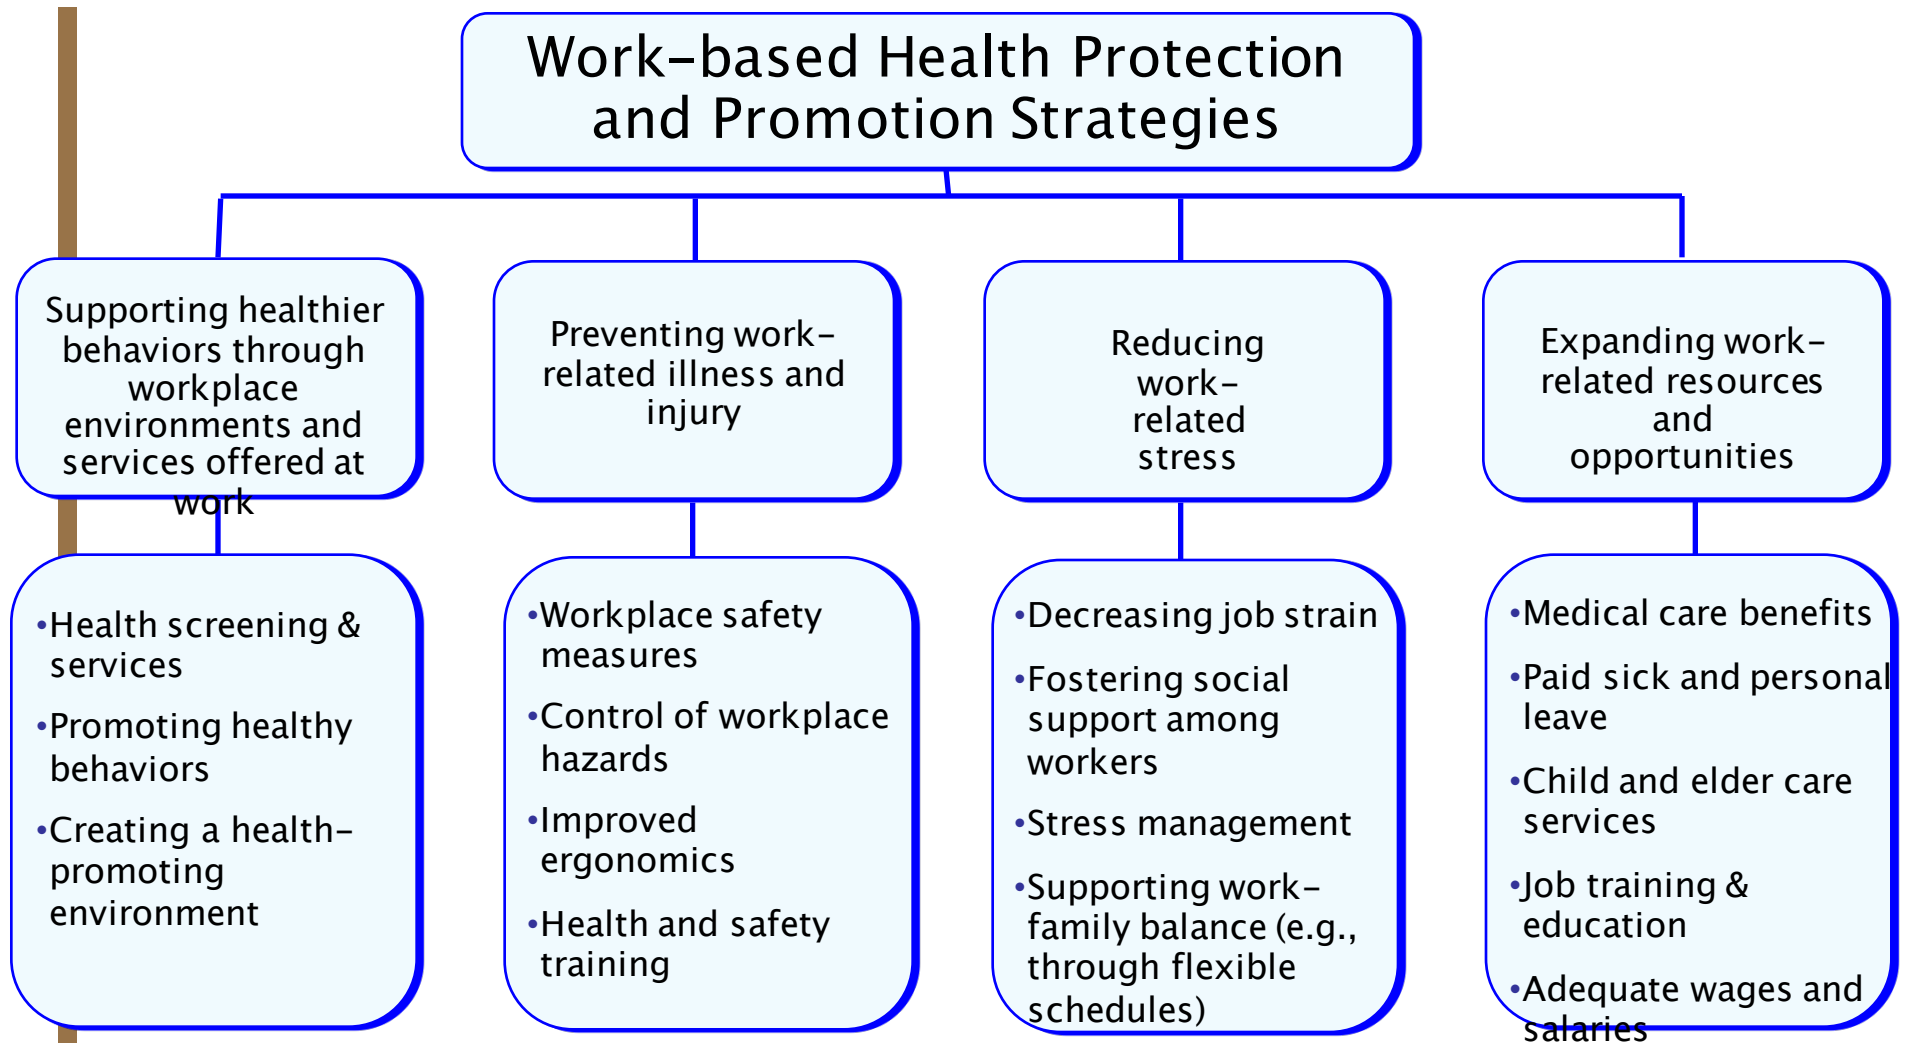 Work-based Health Protection
and Promotion Strategies
Supporting healthier
behaviors through
workplace
environments and
services offered at
work
Preventing work-
related illness and
injury
Reducing
work-
related
stress
Expanding work-
related resources
and
opportunities
•Health screening &
services
•Promoting healthy
behaviors
•Creating a health-
promoting
environment
•Workplace safety
measures
•Control of workplace
hazards
•Improved
ergonomics
•Health and safety
training
•Decreasing job strain
•Fostering social
support among
workers
•Stress management
•Supporting work-
family balance (e.g.,
through flexible
schedules)
•Medical care benefits
•Paid sick and personal
leave
•Child and elder care
services
•Job training &
education
•Adequate wages and
salaries